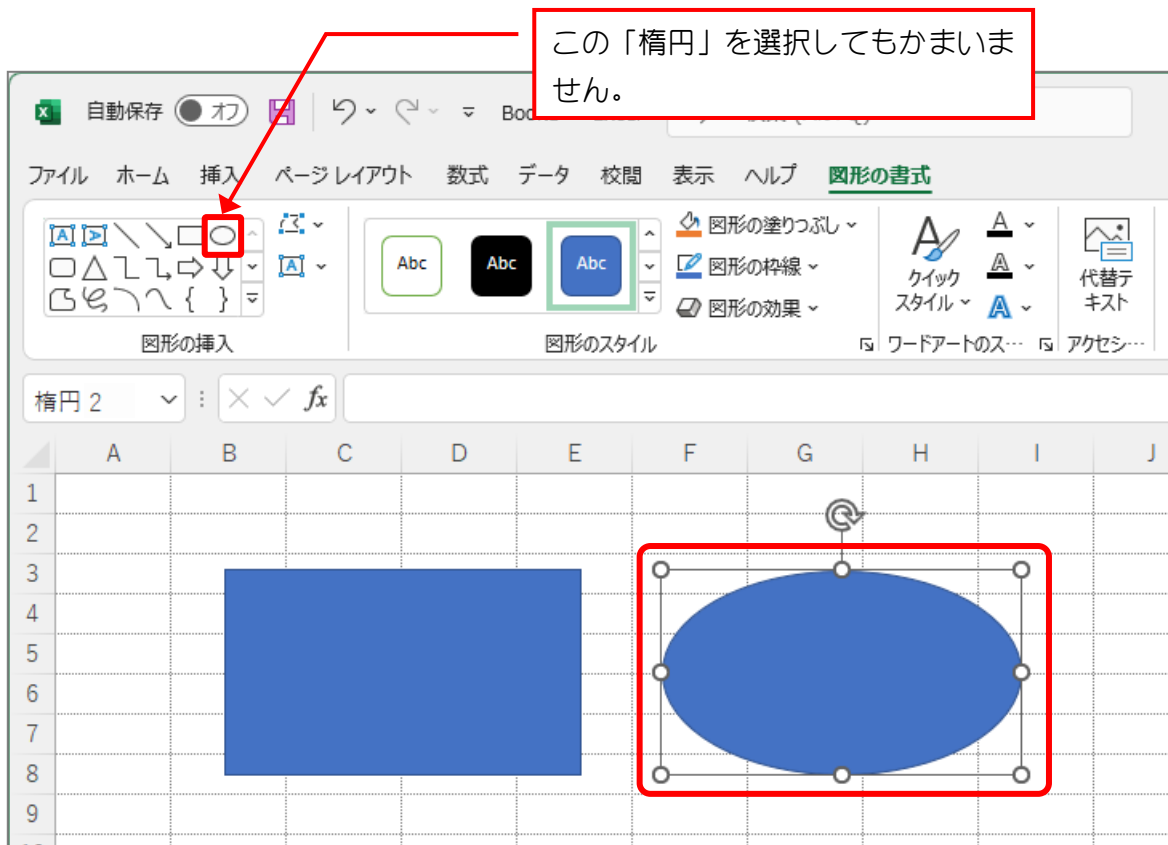 この「楕円」を選択してもかまいま
せん。
自動保存 オフ
ファイル ホーム 挿入 ページ レイアウト 数式 データ 校閲 表示 ヘルプ 図形の書式
Abc Abc Abc
図形の塗りつぶし
図形の枠線
図形の効果
クイック
スタイル
代替テ
キスト
図形の挿入 図形のスタイル ワードアートのス… アクセシ…
楕円 2 fx
A B C D E F G H I J
1
2
3
4
5
6
7
8
9